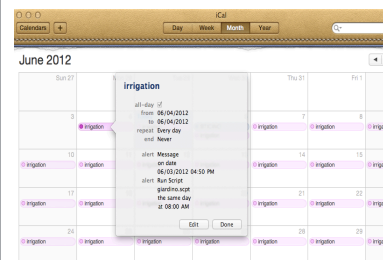 iCal
Calendars +
Day Week Month Year
June 2012
Sun 27 Thu 31 Fri 1
3 7 8
irrigation irrigation irrigation
10 14 15
irrigation irrigation irrigation irrigation irrigation
17 21 22
irrigation irrigation irrigation irrigation
24 28 29
irrigation irrigation irrigation irrigation irrigation irrigation
irrigation
all-day
from 06/04/2012
to 06/04/2012
repeat Every day
end Never
alert Message
on date
06/03/2012 04:50 PM
alert Run Script
giardino.scpt
the same day
at 08:00 AM
Edit Done